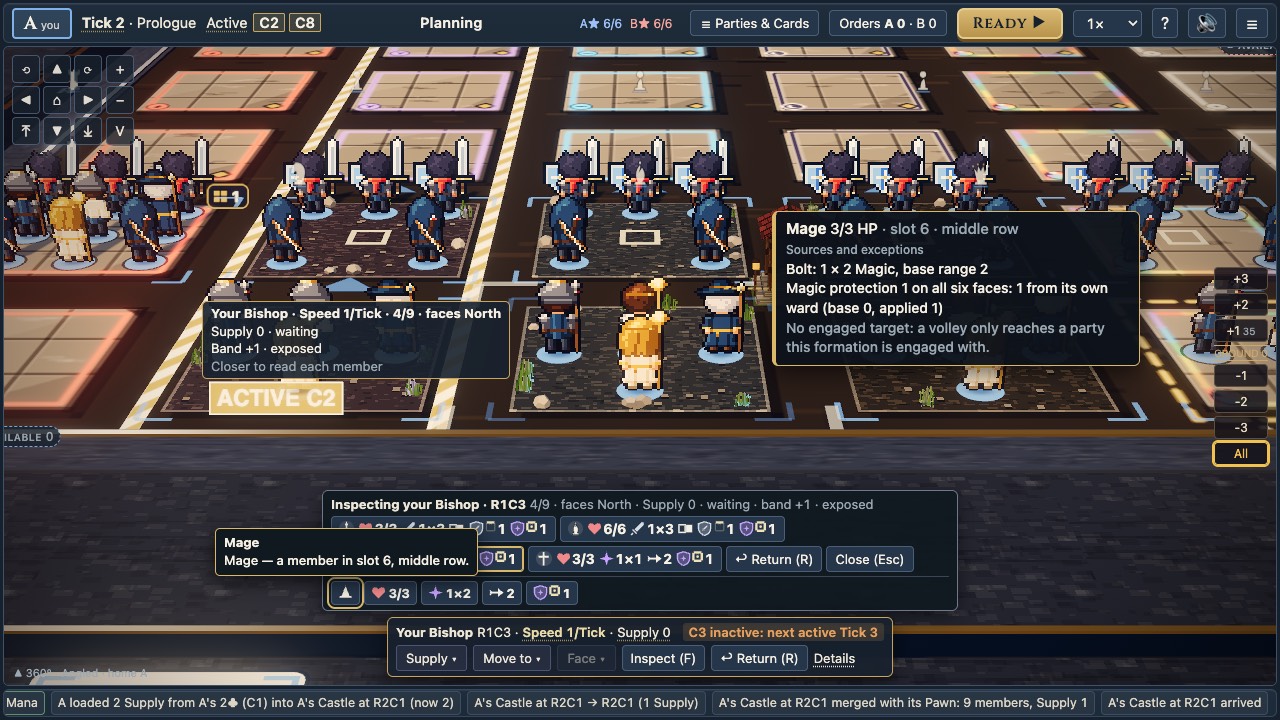 A you
Tick 2 · Prologue
Active C2 C8
Planning
A★ 6/6 B★ 6/6
≡ Parties & Cards
Orders A 0 · B 0
READY ▶
1×
?
≡
1
Mage 3/3 HP · slot 6 · middle row
Sources and exceptions
Bolt: 1 × 2 Magic, base range 2
Magic protection 1 on all six faces: 1 from its own
ward (base 0, applied 1)
No engaged target: a volley only reaches a party
this formation is engaged with.
Your Bishop · Speed 1/Tick · 4/9 · faces North
Supply 0 · waiting
Band +1 · exposed
Closer to read each member
ACTIVE C2
V
+3
+2
+1 35
-1
-2
-3
All
ILABLE 0
Inspecting your Bishop · R1C3 4/9 · faces North · Supply 0 · waiting · band +1 · exposed
1
6/6 1×3 1 1
Mage
Mage — a member in slot 6, middle row.
1
3/3 1×1 2 1
↩ Return (R)
Close (Esc)
3/3
1×2
2
1
Your Bishop R1C3 · Speed 1/Tick · Supply 0 C3 inactive: next active Tick 3
Supply ▾
Move to ▾
Face ▾
Inspect (F)
↩ Return (R)
Details
▲ 360° · Angled · home A
Mana
A loaded 2 Supply from A's 2♣ (C1) into A's Castle at R2C1 (now 2)
A's Castle at R2C1 → R2C1 (1 Supply)
A's Castle at R2C1 merged with its Pawn: 9 members, Supply 1
A's Castle at R2C1 arrived